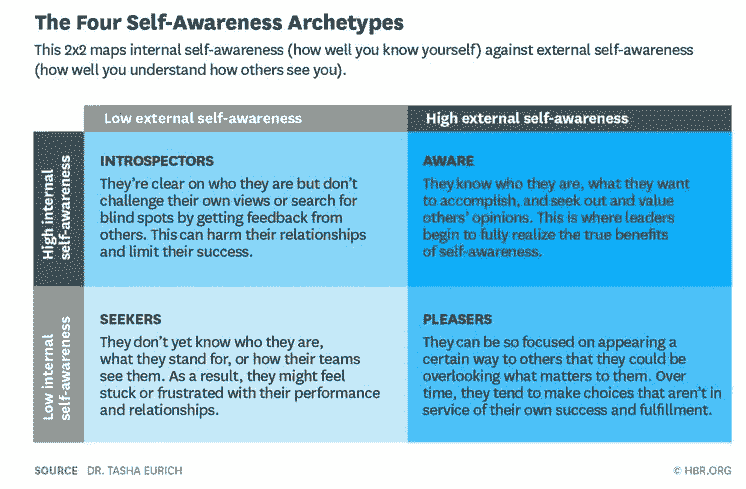 The Four Self-Awareness Archetypes
This 2x2 maps internal self-awareness (how well you know yourself) against external self-awareness
(how well you understand how others see you).
Low external self-awareness
High external self-awareness
High internal
self-awareness
INTROSPECTORS
They're clear on who they are but don't
challenge their own views or search for
blind spots by getting feedback from
others. This can harm their relationships
and limit their success.
AWARE
They know who they are, what they want
to accomplish, and seek out and value
others' opinions. This is where leaders
begin to fully realize the true benefits
of self-awareness.
Low internal
self-awareness
SEEKERS
They don't yet know who they are,
what they stand for, or how their teams
see them. As a result, they might feel
stuck or frustrated with their performance
and relationships.
PLEASERS
They can be so focused on appearing a
certain way to others that they could be
overlooking what matters to them. Over
time, they tend to make choices that aren't in
service of their own success and fulfillment.
SOURCE DR. TASHA EURICH
© HBR.ORG